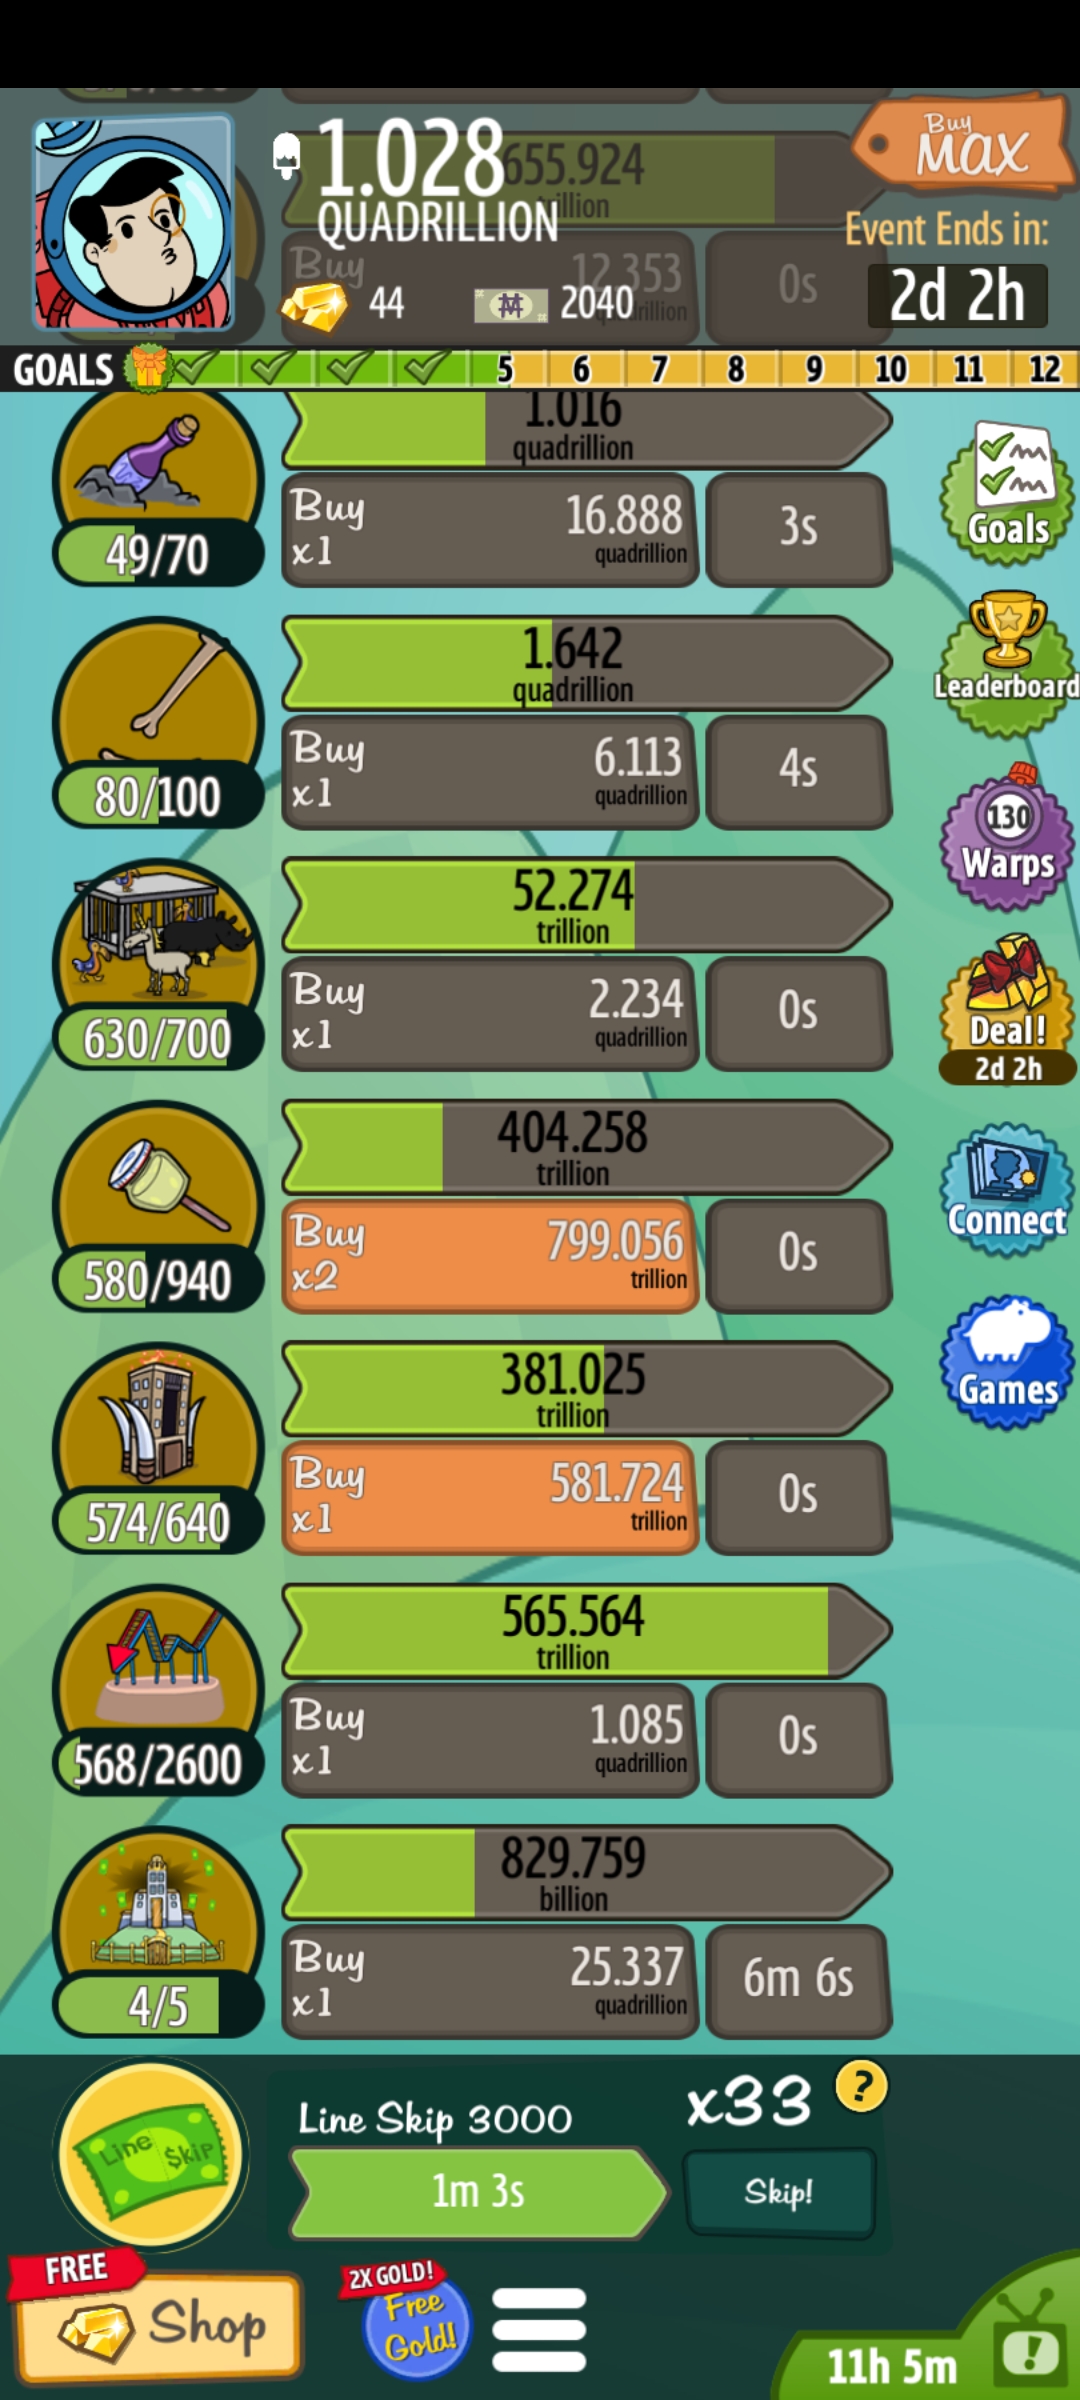 1.028
QUADRILLION
655.924
trillion
Buy
MAX
Event Ends in:
2d 2h
Buy
12.353
44
2040
0s
GOALS
5
6
7
8
9
10
11
12
1.016
quadrillion
49/70
Buy
x1
16.888
quadrillion
3s
Goals
1.642
quadrillion
80/100
Buy
x1
6.113
quadrillion
4s
Leaderboard
130
Warps
52.274
trillion
630/700
Buy
x1
2.234
quadrillion
0s
Deal!
2d 2h
404.258
trillion
580/940
Buy
x2
799.056
trillion
0s
Connect
381.025
trillion
574/640
Buy
x1
581.724
trillion
0s
Games
565.564
trillion
568/2600
Buy
x1
1.085
quadrillion
0s
829.759
billion
4/5
Buy
x1
25.337
quadrillion
6m 6s
Line $kip
Line Skip 3000
1m 3s
x33
?
Skip!
FREE
Shop
2X GOLD!
Free
Gold!
11h 5m
!